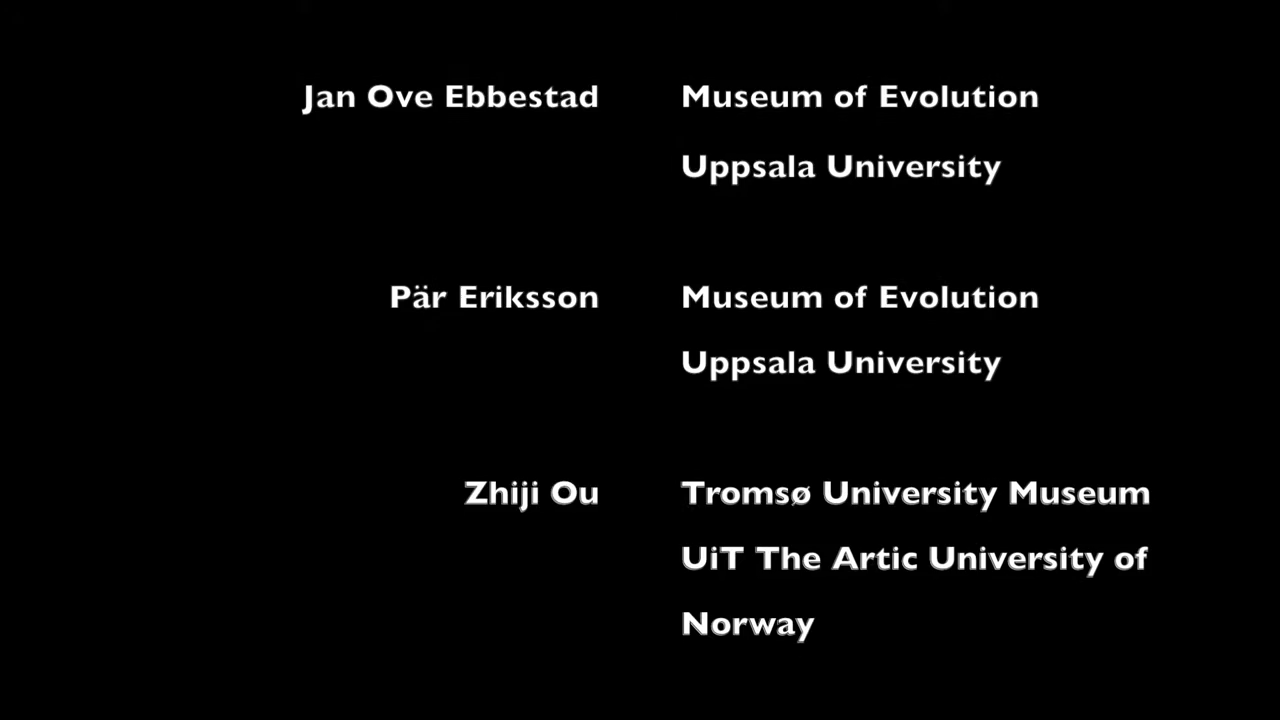 Jan Ove Ebbestad Museum of Evolution
Uppsala University
Pär Eriksson Museum of Evolution
Uppsala University
Zhiji Ou Tromsø University Museum
UiT The Artic University of
Norway